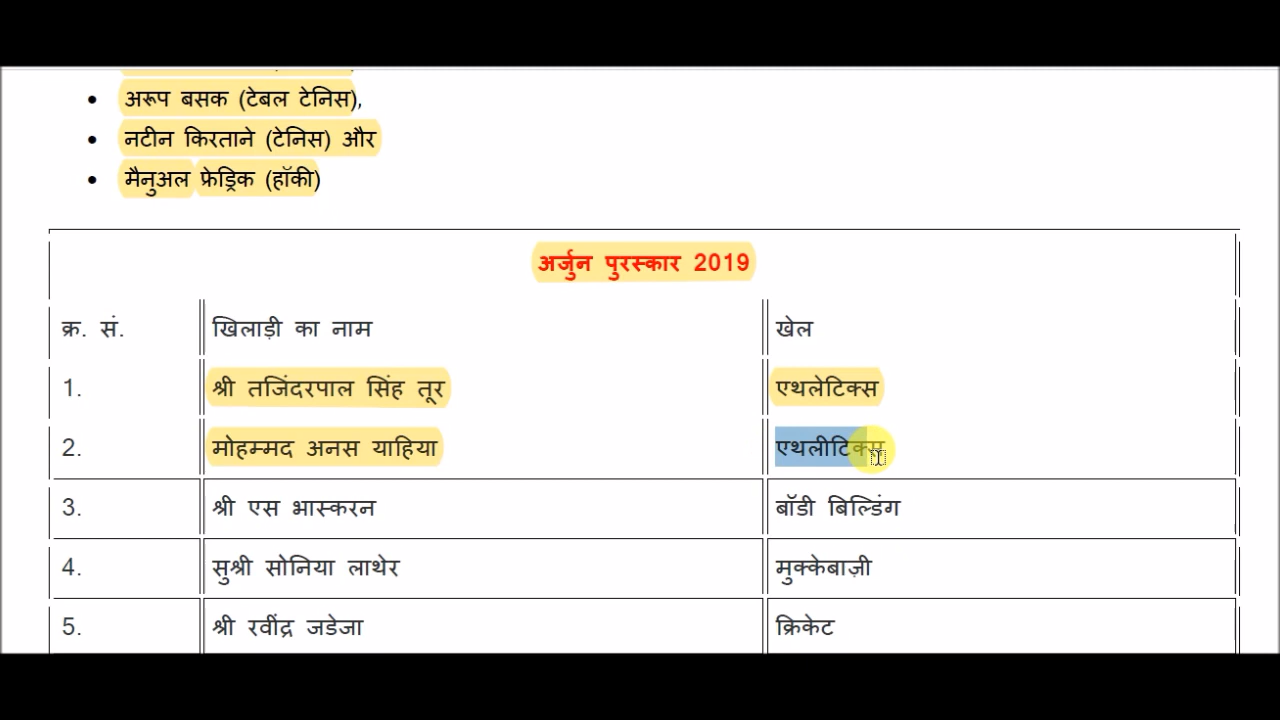 अरूप बसक (टेबल टेनिस),
नटीन किरताने (टेनिस) और
मैनुअल फ्रेड्रिक (हॉकी)
अर्जुन पुरस्कार 2019
क्र. सं. खिलाड़ी का नाम खेल
1. श्री तजिंदरपाल सिंह तूर एथलेटिक्स
2. मोहम्मद अनस याहिया एथलीटिक्स
3. श्री एस भास्करन बॉडी बिल्डिंग
4. सुश्री सोनिया लाथेर मुक्केबाज़ी
5. श्री रवींद्र जडेजा क्रिकेट